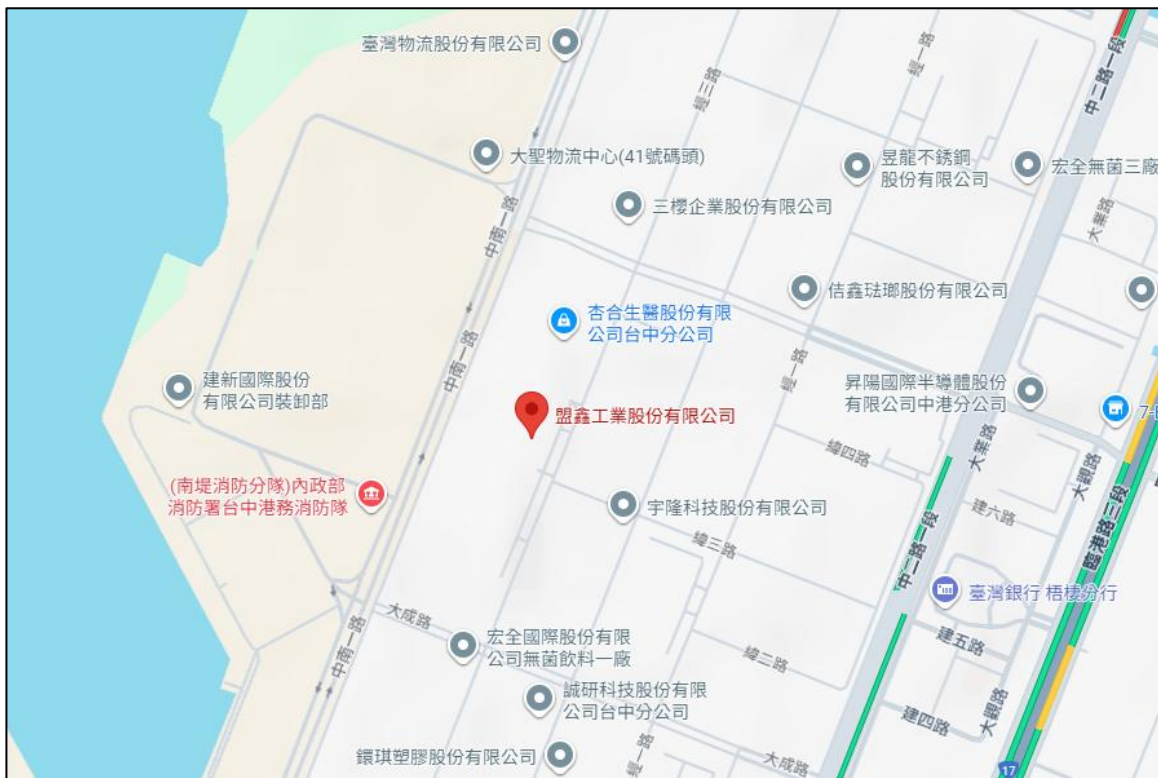 臺灣物流股份有限公司
經一路
中二路一段
經三路
大聖物流中心(41號碼頭)
昱龍不銹鋼
股份有限公司
宏全無菌三廠
三櫻企業股份有限公司
大業路
中南一路
佶鑫琺瑯股份有限公司
杏合生醫股份有限
公司台中分公司
中南一路
經一路
建新國際股份
有限公司裝卸部
昇陽國際半導體股份
有限公司中港分公司
7-E
盟鑫工業股份有限公司
緯四路
大業路
大觀路
(南堤消防分隊)內政部
消防署台中港務消防隊
宇隆科技股份有限公司
建六路
臨港路三段
緯三路
中二路一段
臺灣銀行 梧棲分行
大成路
宏全國際股份有限
公司無菌飲料一廠
建五路
中南一路
緯二路
誠研科技股份有限
公司台中分公司
大觀路
建四路
鐶琪塑膠股份有限公司
經一路
大成路
17